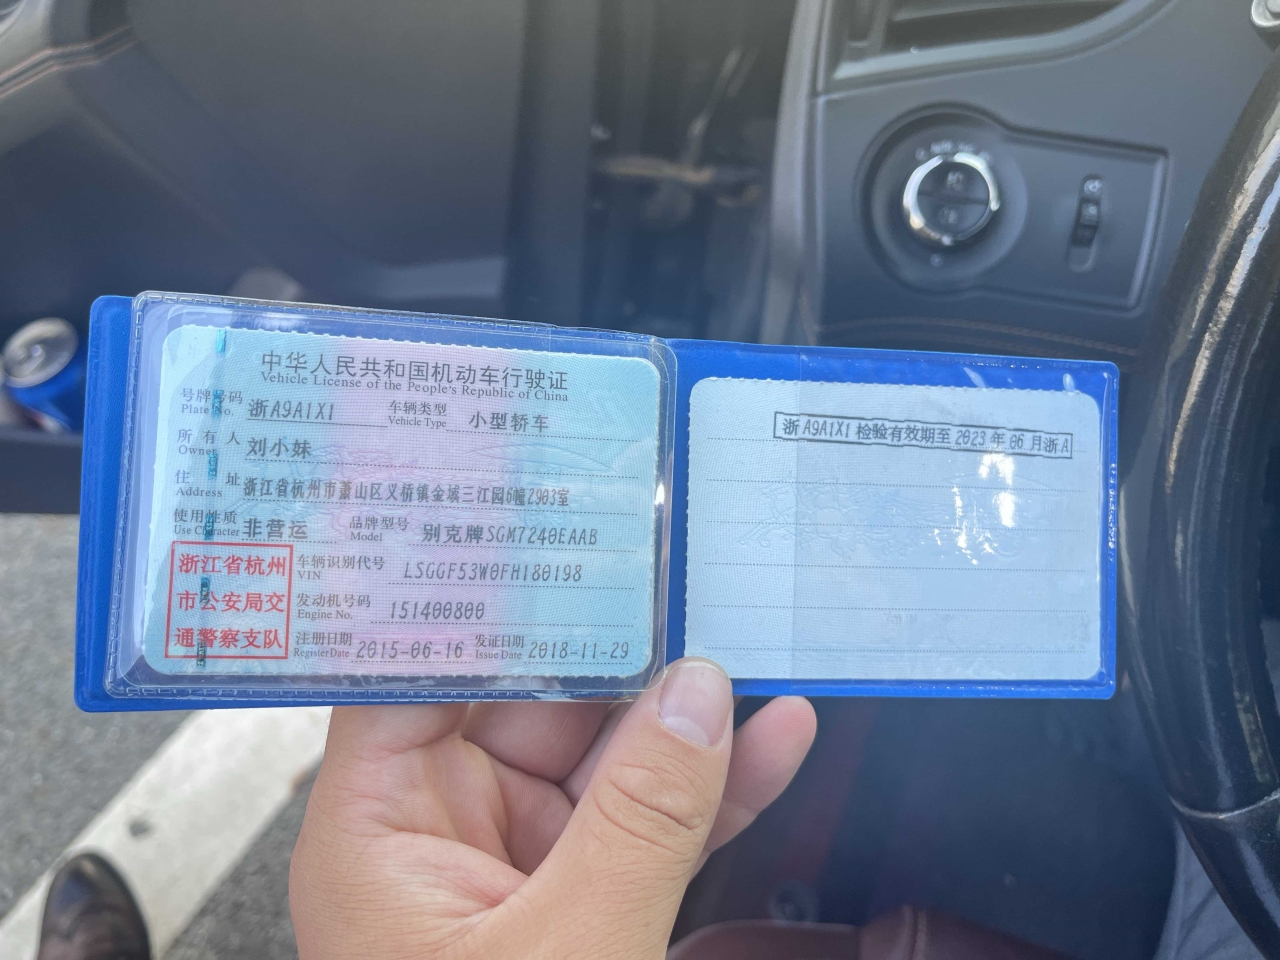 中华人民共和国机动车行驶证
Vehicle License of the People's Republic of China
号牌号码 浙A9A1X1 车辆类型 小型轿车
Plate No. Vehicle Type
所有人 刘小妹
Owner
住址 浙江省杭州市萧山区义桥镇金城三江园6幢2903室
Address
使用性质 非营运 品牌型号 别克牌SGM7240EAAB
Use Character Model
浙江省杭州
市公安局交
通警察支队
车辆识别代号 LSGGF53W0FH180198
VIN
发动机号码 151400800
Engine No.
注册日期 2015-06-16 发证日期 2018-11-29
Register Date Issue Date
浙A9A1X1检验有效期至2023年06月浙A